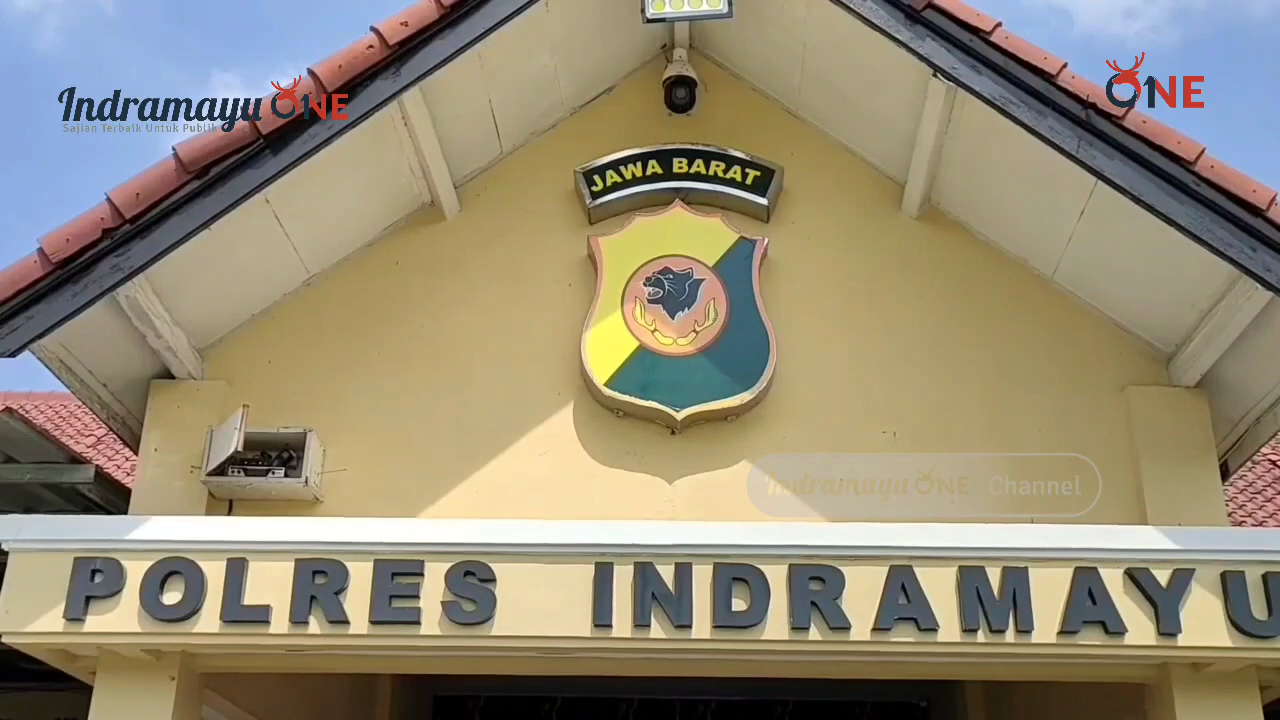 Indramayu ONE
Sajian Terbaik Untuk Publik
ONE
JAWA BARAT
Indramayu ONE Channel
POLRES INDRAMAYU